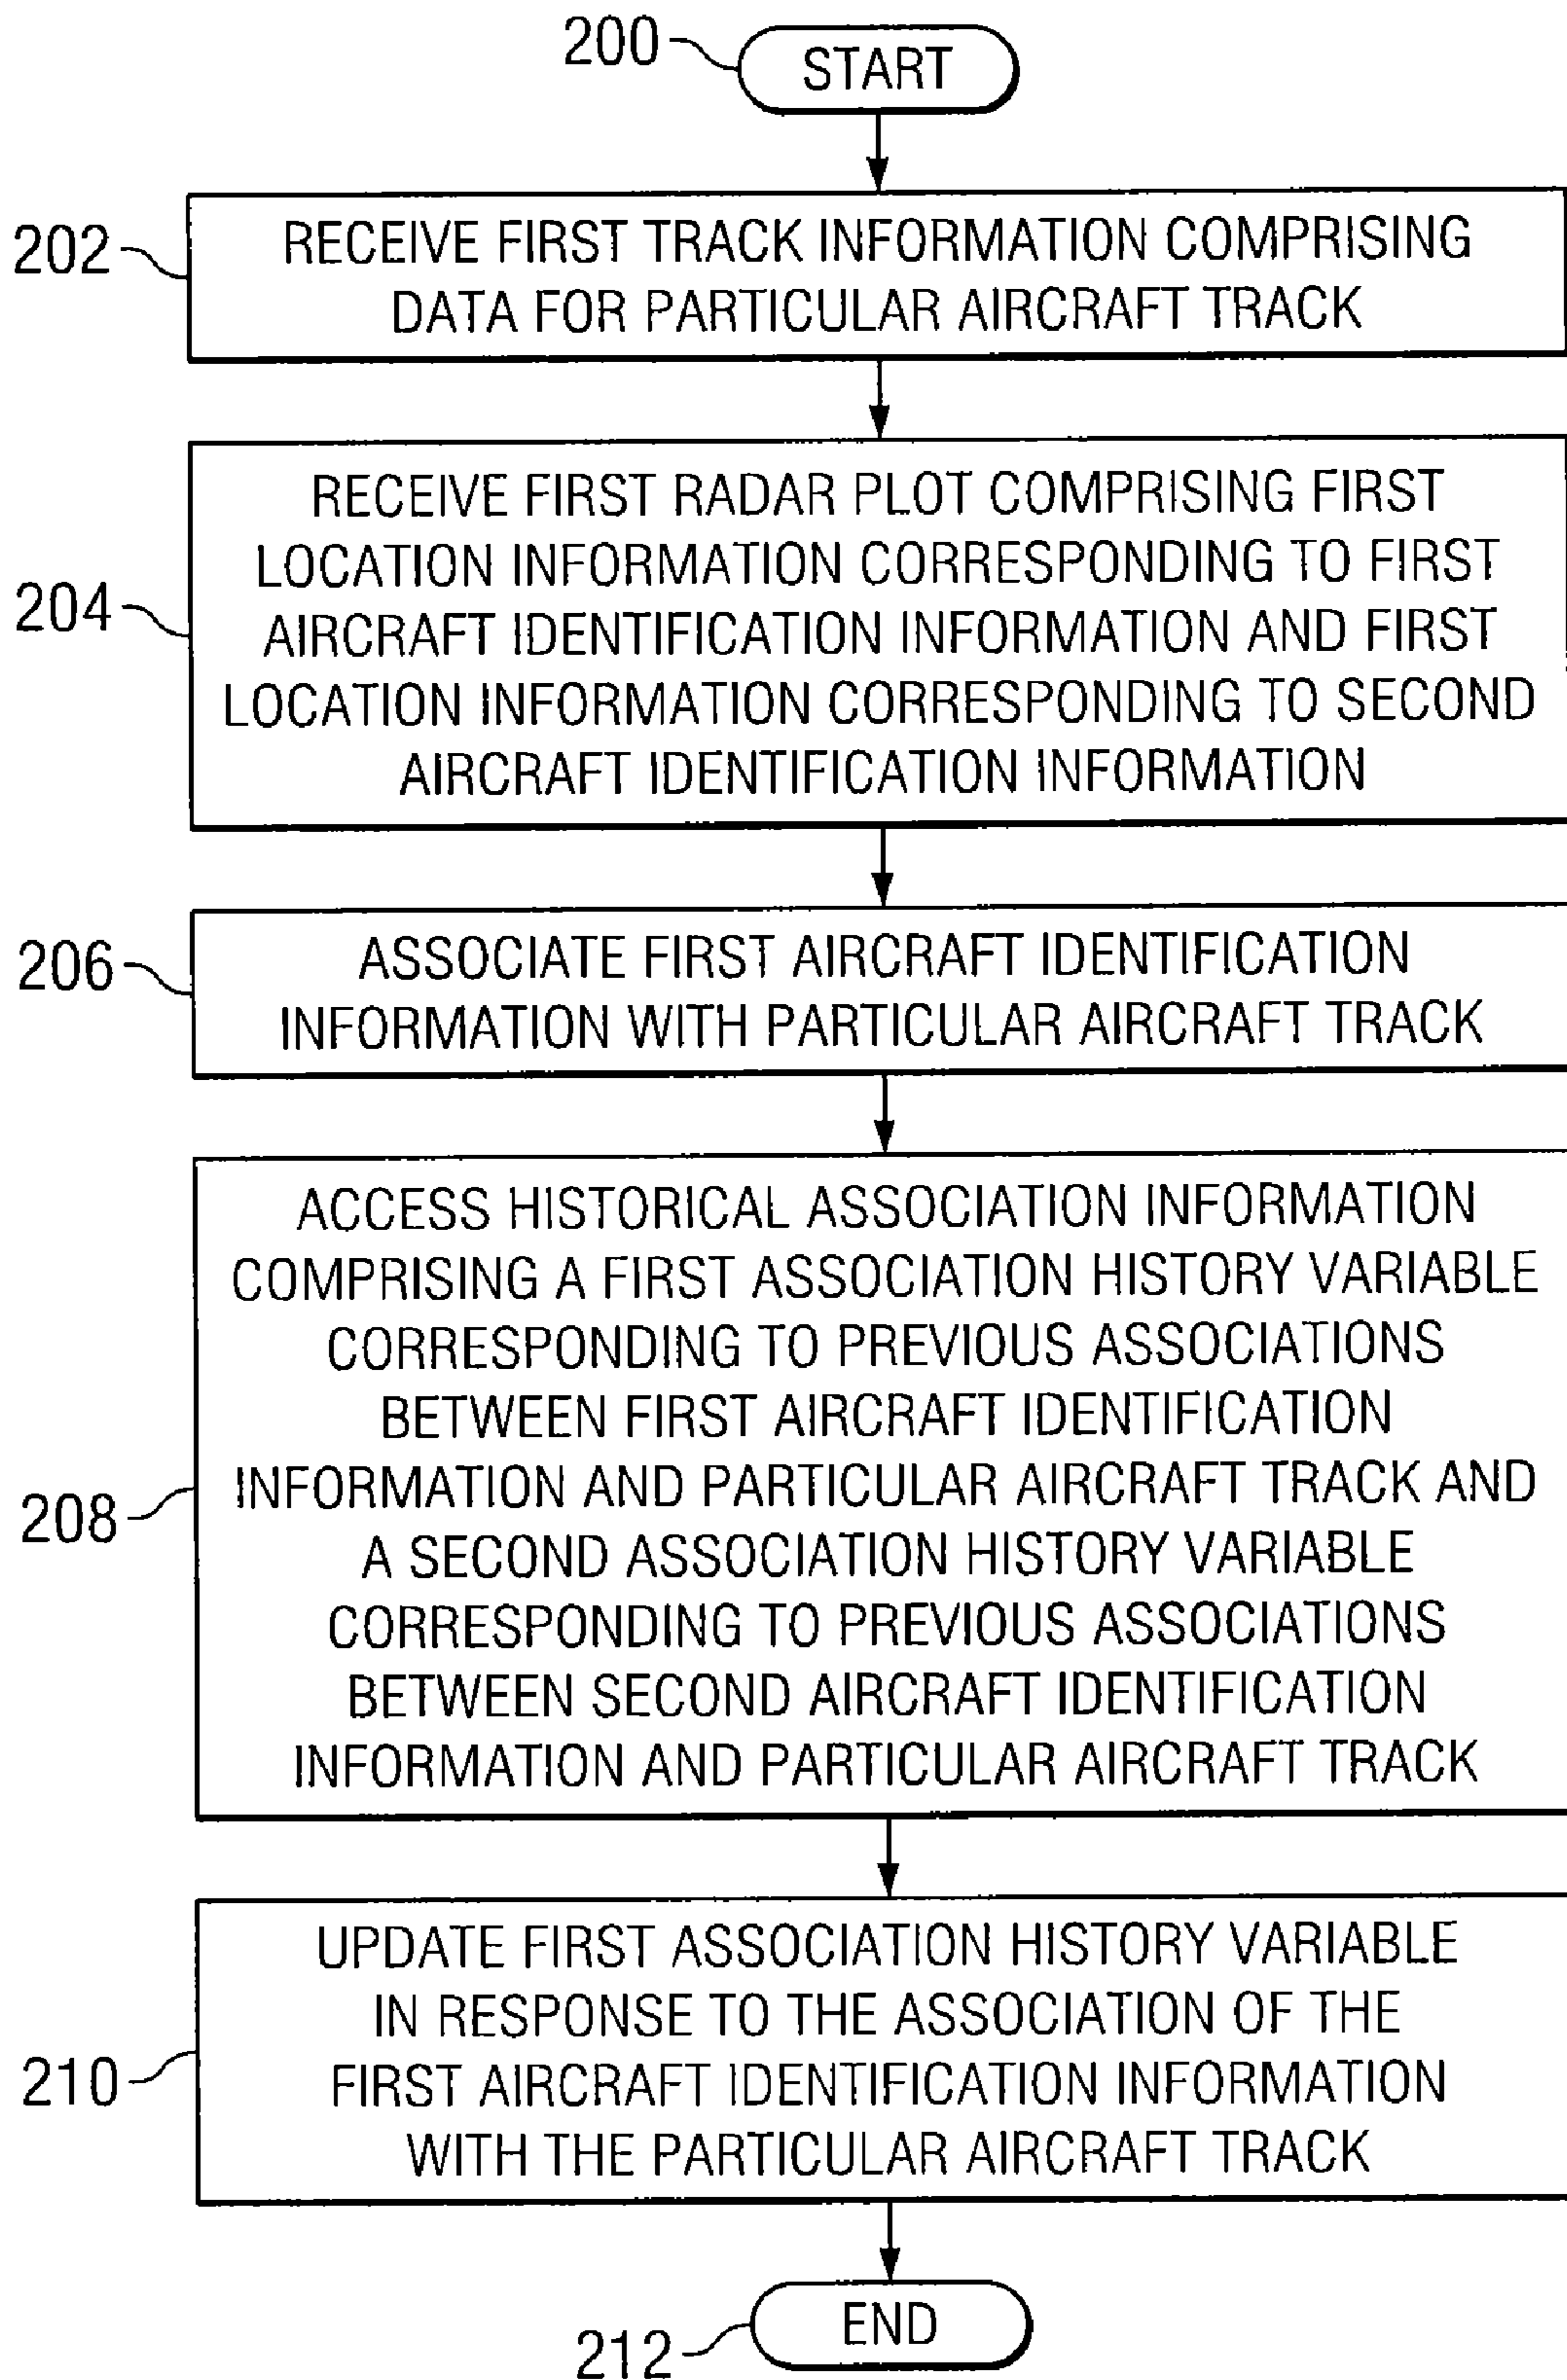 200
START
202
RECEIVE FIRST TRACK INFORMATION COMPRISING
DATA FOR PARTICULAR AIRCRAFT TRACK
204
RECEIVE FIRST RADAR PLOT COMPRISING FIRST
LOCATION INFORMATION CORRESPONDING TO FIRST
AIRCRAFT IDENTIFICATION INFORMATION AND FIRST
LOCATION INFORMATION CORRESPONDING TO SECOND
AIRCRAFT IDENTIFICATION INFORMATION
206
ASSOCIATE FIRST AIRCRAFT IDENTIFICATION
INFORMATION WITH PARTICULAR AIRCRAFT TRACK
208
ACCESS HISTORICAL ASSOCIATION INFORMATION
COMPRISING A FIRST ASSOCIATION HISTORY VARIABLE
CORRESPONDING TO PREVIOUS ASSOCIATIONS
BETWEEN FIRST AIRCRAFT IDENTIFICATION
INFORMATION AND PARTICULAR AIRCRAFT TRACK AND
A SECOND ASSOCIATION HISTORY VARIABLE
CORRESPONDING TO PREVIOUS ASSOCIATIONS
BETWEEN SECOND AIRCRAFT IDENTIFICATION
INFORMATION AND PARTICULAR AIRCRAFT TRACK
210
UPDATE FIRST ASSOCIATION HISTORY VARIABLE
IN RESPONSE TO THE ASSOCIATION OF THE
FIRST AIRCRAFT IDENTIFICATION INFORMATION
WITH THE PARTICULAR AIRCRAFT TRACK
212
END